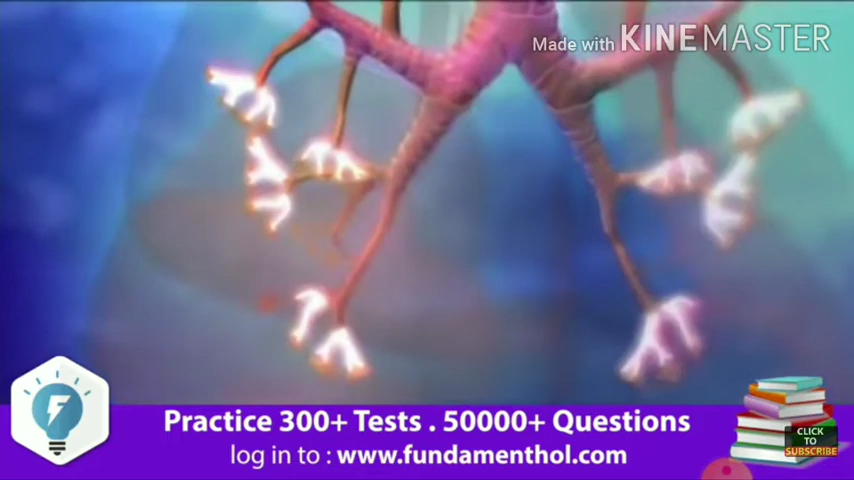 Made with KINEMASTER
Practice 300+ Tests . 50000+ Questions
log in to : www.fundamenthol.com
CLICK
TO
SUBSCRIBE